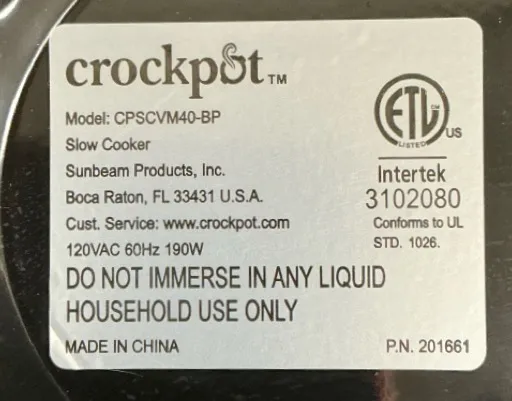 crockpot™
Model: CPSCVM40-BP
Slow Cooker
Sunbeam Products, Inc.
Boca Raton, FL 33431 U.S.A.
Cust. Service: www.crockpot.com
120VAC 60Hz 190W
DO NOT IMMERSE IN ANY LIQUID
HOUSEHOLD USE ONLY
MADE IN CHINA
ETL CM
LISTED
US
Intertek
3102080
Conforms to UL
STD. 1026.
P.N. 201661